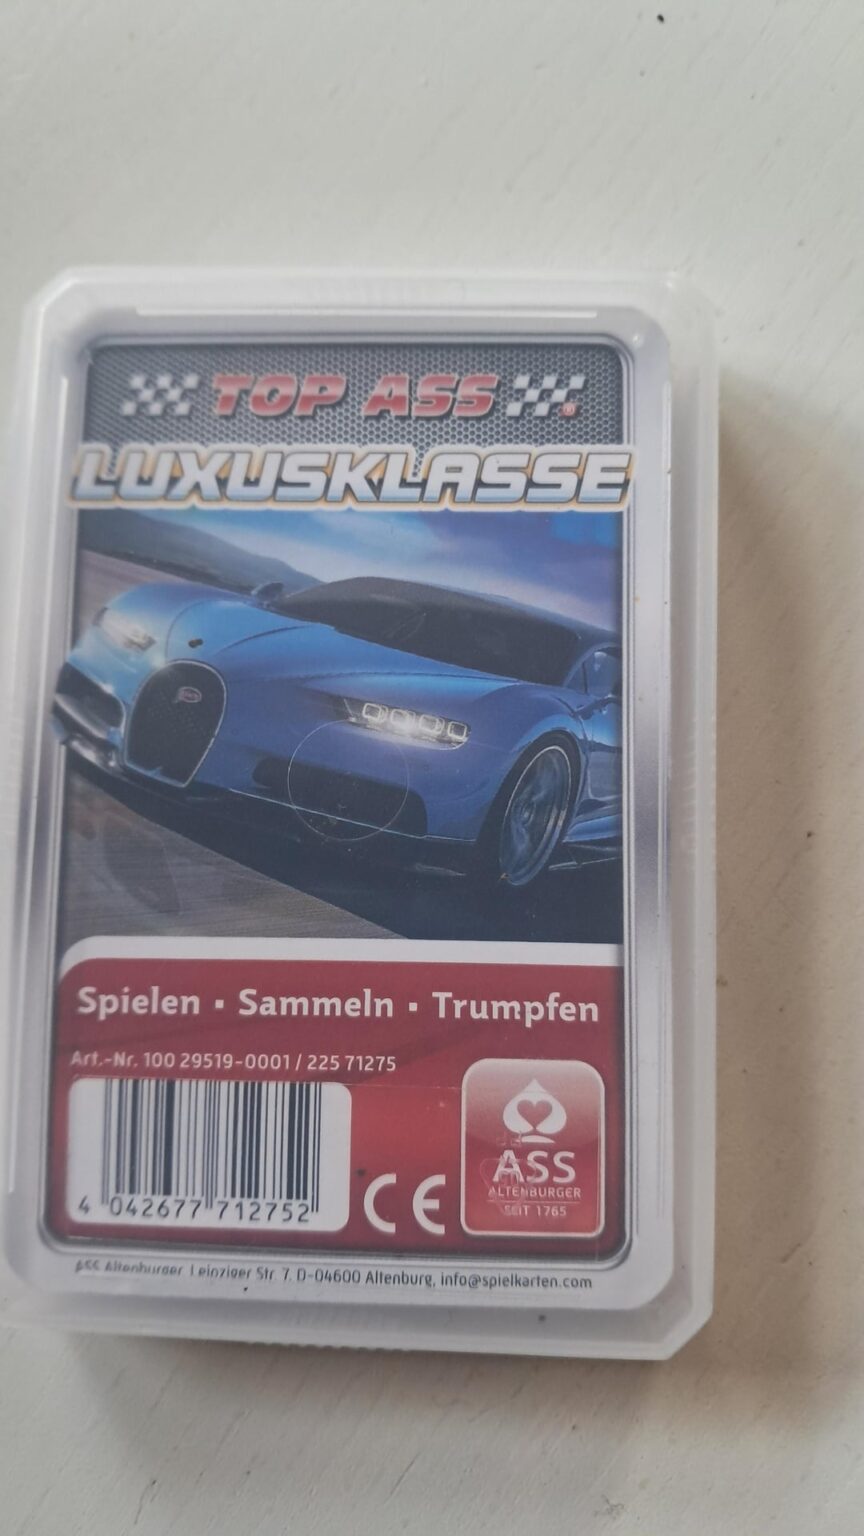 TOP ASS
LUXUSKLASSE
Spielen ▪ Sammeln ▪ Trumpfen
Art.-Nr. 100 29519-0001 / 225 71275
4 042677 712752
CE
ASS
ALTENBURGER
SEIT 1765
ASS Altenburger Leipziger Str. 7, D-04600 Altenburg, info@spielkarten.com